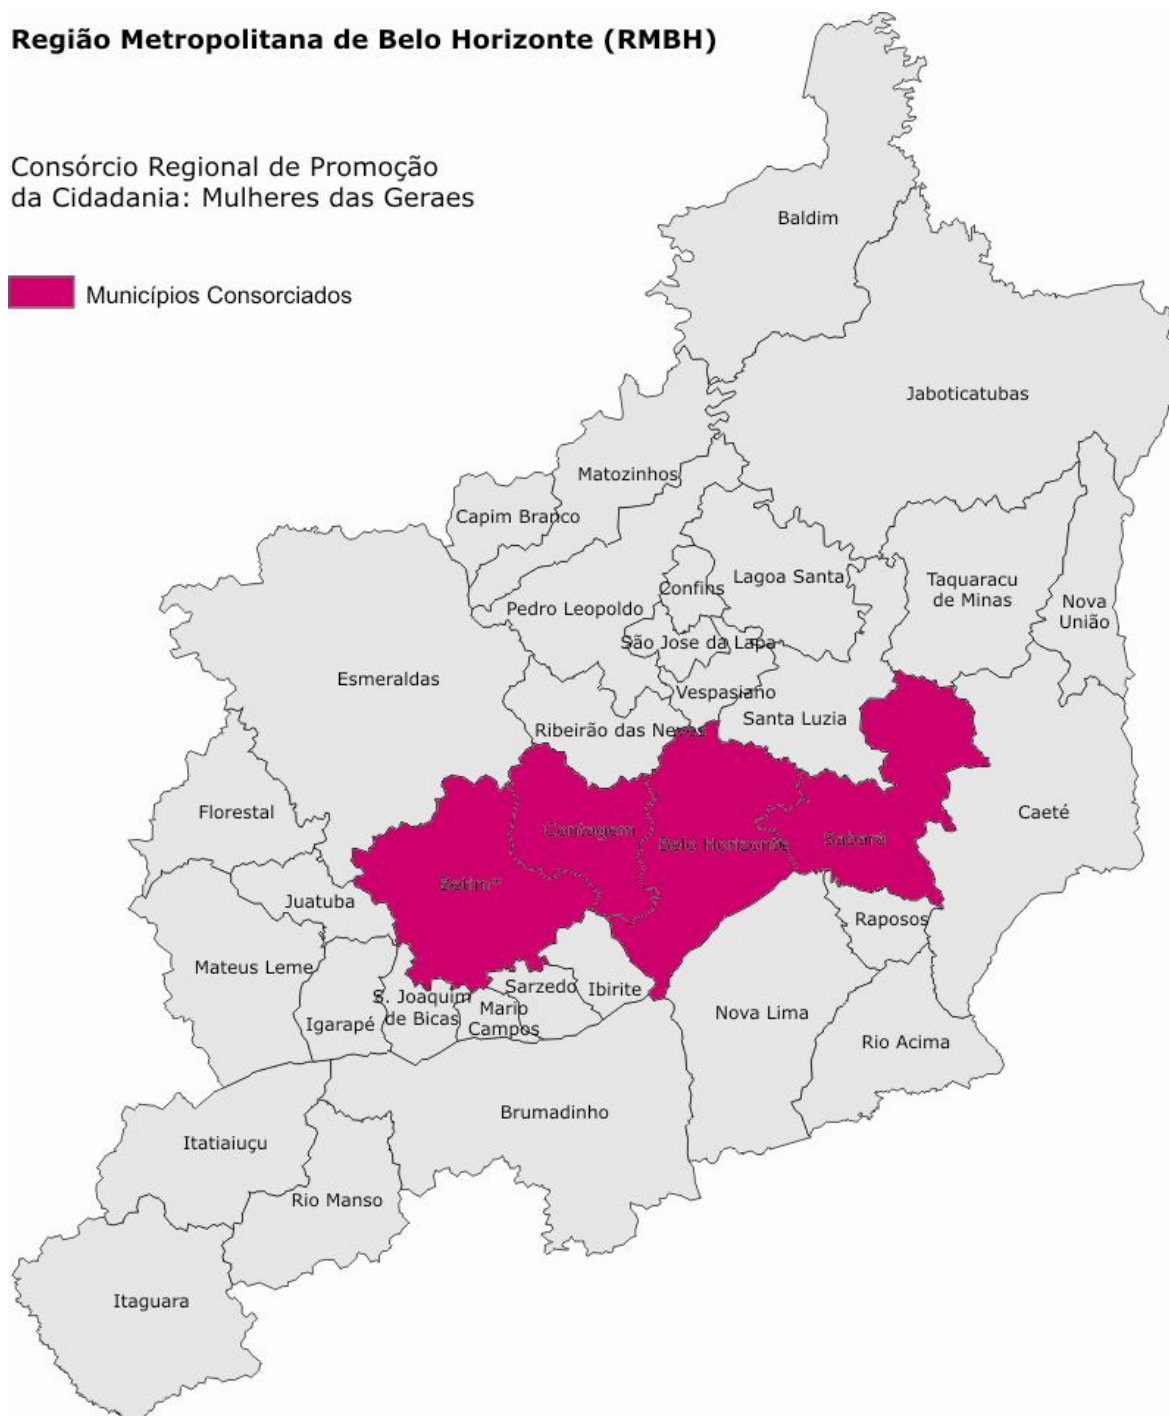 Região Metropolitana de Belo Horizonte (RMBH)
Consórcio Regional de Promoção
da Cidadania: Mulheres das Geraes
Municípios Consorciados
Baldim
Jaboticatubas
Matozinhos
Capim Branco
Lagoa Santa
Confins
Taquaracu
de Minas
Pedro Leopoldo
Nova
União
São Jose da Lapa
Esmeraldas
Vespasiano
Santa Luzia
Ribeirão das Neves
Florestal
Caeté
Contagem
Belo Horizonte
Sabará
Betim*
Juatuba
Raposos
Mateus Leme
Sarzedo
Ibirite
S. Joaquim
de Bicas
Mario
Campos
Nova Lima
Igarapé
Rio Acima
Brumadinho
Itatiaiuçu
Rio Manso
Itaguara